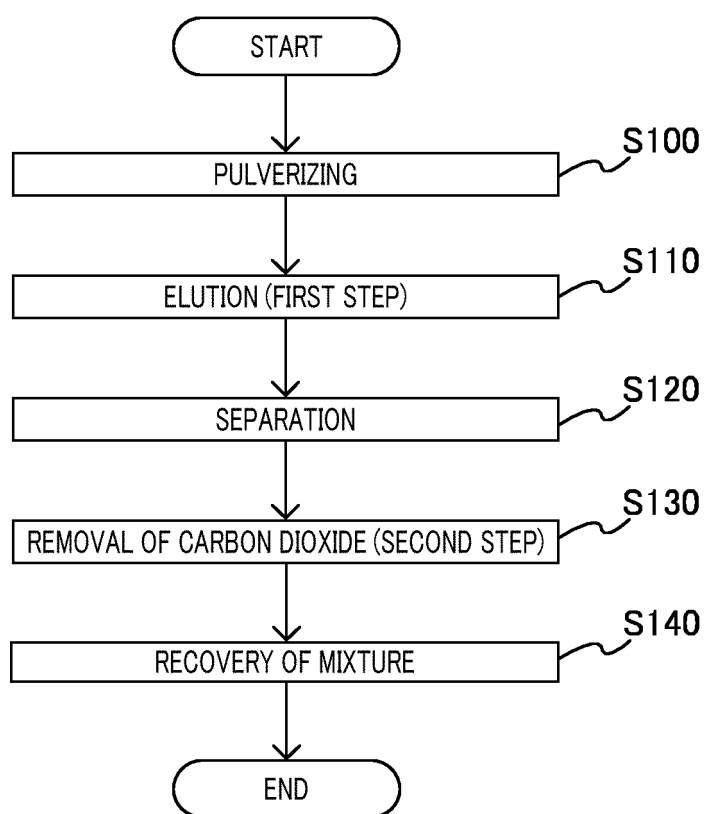 START
S100
PULVERIZING
S110
ELUTION (FIRST STEP)
S120
SEPARATION
S130
REMOVAL OF CARBON DIOXIDE (SECOND STEP)
S140
RECOVERY OF MIXTURE
END